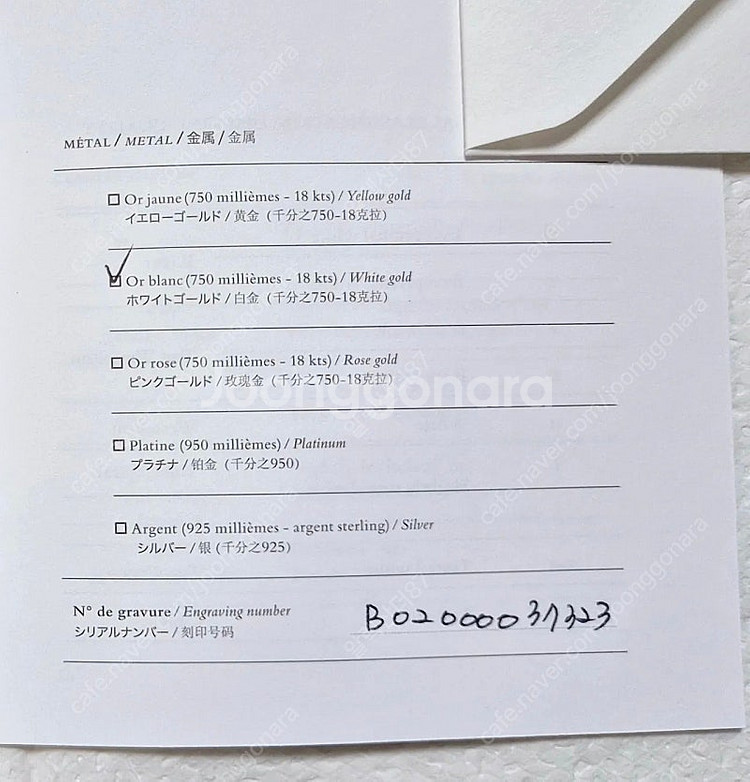 MÉTAL / METAL / 金属 / 金属
☐ Or jaune (750 millièmes - 18 kts) / Yellow gold
イエローゴールド / 黄金 (千分之750-18克拉)
☑ Or blanc (750 millièmes - 18 kts) / White gold
ホワイトゴールド / 白金 (千分之750-18克拉)
☐ Or rose (750 millièmes - 18 kts) / Rose gold
ピンクゴールド / 玫瑰金 (千分之750-18克拉)
Joonggonara
☐ Platine (950 millièmes) / Platinum
プラチナ / 铂金 (千分之950)
☐ Argent (925 millièmes - argent sterling) / Silver
シルバー / 银 (千分之925)
N° de gravure / Engraving number
B020000037323
シリアルナンバー / 刻印号码
cafe.naver.com/joonggonara